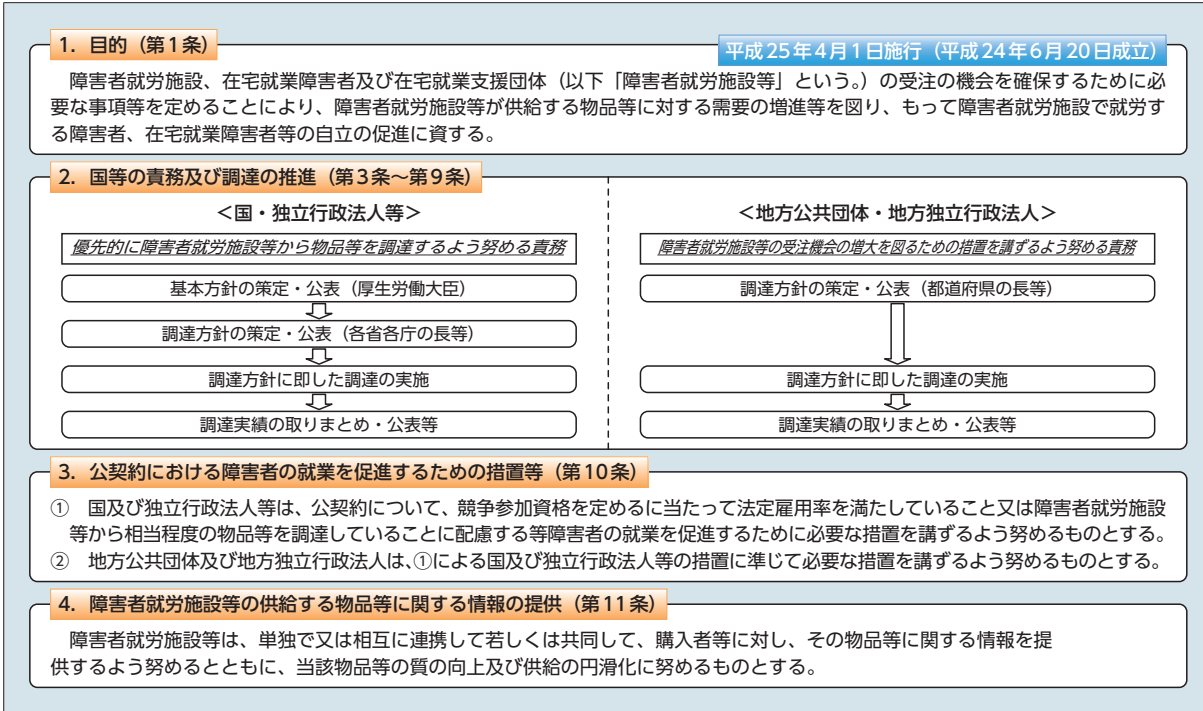 1．目的（第1条）
平成25年4月1日施行（平成24年6月20日成立）
障害者就労施設、在宅就業障害者及び在宅就業支援団体（以下「障害者就労施設等」という。）の受注の機会を確保するために必
要な事項等を定めることにより、障害者就労施設等が供給する物品等に対する需要の増進等を図り、もって障害者就労施設で就労す
る障害者、在宅就業障害者等の自立の促進に資する。
2．国等の責務及び調達の推進（第3条～第9条）
＜国・独立行政法人等＞
優先的に障害者就労施設等から物品等を調達するよう努める責務
基本方針の策定・公表（厚生労働大臣）
調達方針の策定・公表（各省各庁の長等）
調達方針に即した調達の実施
調達実績の取りまとめ・公表等
＜地方公共団体・地方独立行政法人＞
障害者就労施設等の受注機会の増大を図るための措置を講ずるよう努める責務
調達方針の策定・公表（都道府県の長等）
調達方針に即した調達の実施
調達実績の取りまとめ・公表等
3．公契約における障害者の就業を促進するための措置等（第10条）
①　国及び独立行政法人等は、公契約について、競争参加資格を定めるに当たって法定雇用率を満たしていること又は障害者就労施設
等から相当程度の物品等を調達していることに配慮する等障害者の就業を促進するために必要な措置を講ずるよう努めるものとする。
②　地方公共団体及び地方独立行政法人は、①による国及び独立行政法人等の措置に準じて必要な措置を講ずるよう努めるものとする。
4．障害者就労施設等の供給する物品等に関する情報の提供（第11条）
障害者就労施設等は、単独で又は相互に連携して若しくは共同して、購入者等に対し、その物品等に関する情報を提
供するよう努めるとともに、当該物品等の質の向上及び供給の円滑化に努めるものとする。